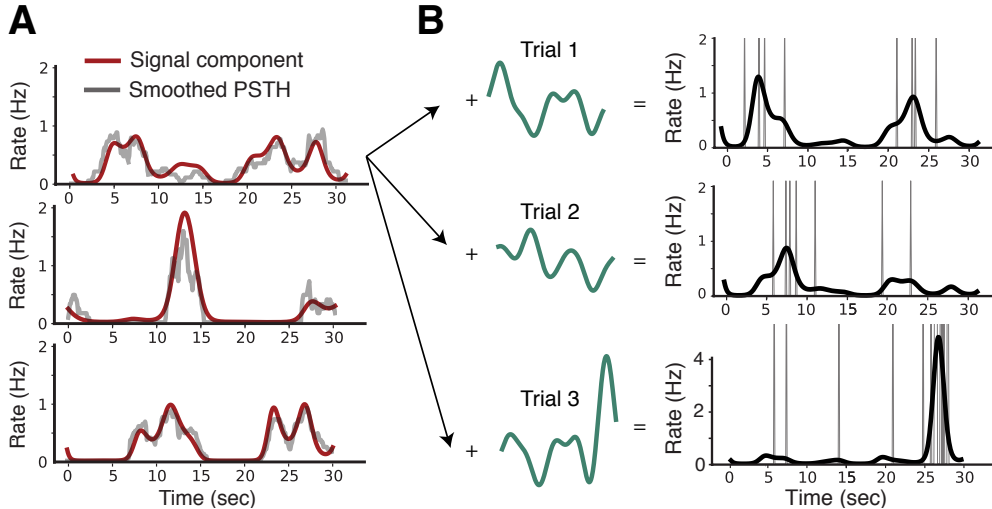 A
Signal component
Smoothed PSTH
Rate (Hz)
2
1
0
0 5 10 15 20 25 30
Rate (Hz)
2
1
0
0 5 10 15 20 25 30
Rate (Hz)
2
1
0
0 5 10 15 20 25 30
Time (sec)
B
Trial 1
+ =
Rate (Hz)
2
1
0
0 5 10 15 20 25 30
Trial 2
+ =
Rate (Hz)
2
1
0
0 5 10 15 20 25 30
Trial 3
+ =
Rate (Hz)
4
2
0
0 5 10 15 20 25 30
Time (sec)